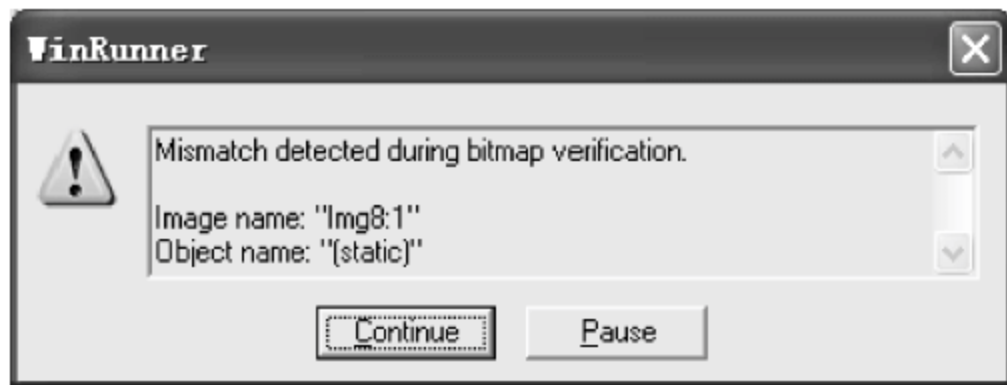 WinRunner
Mismatch detected during bitmap verification.
Image name: "Img8:1"
Object name: "(static)"
Continue
Pause